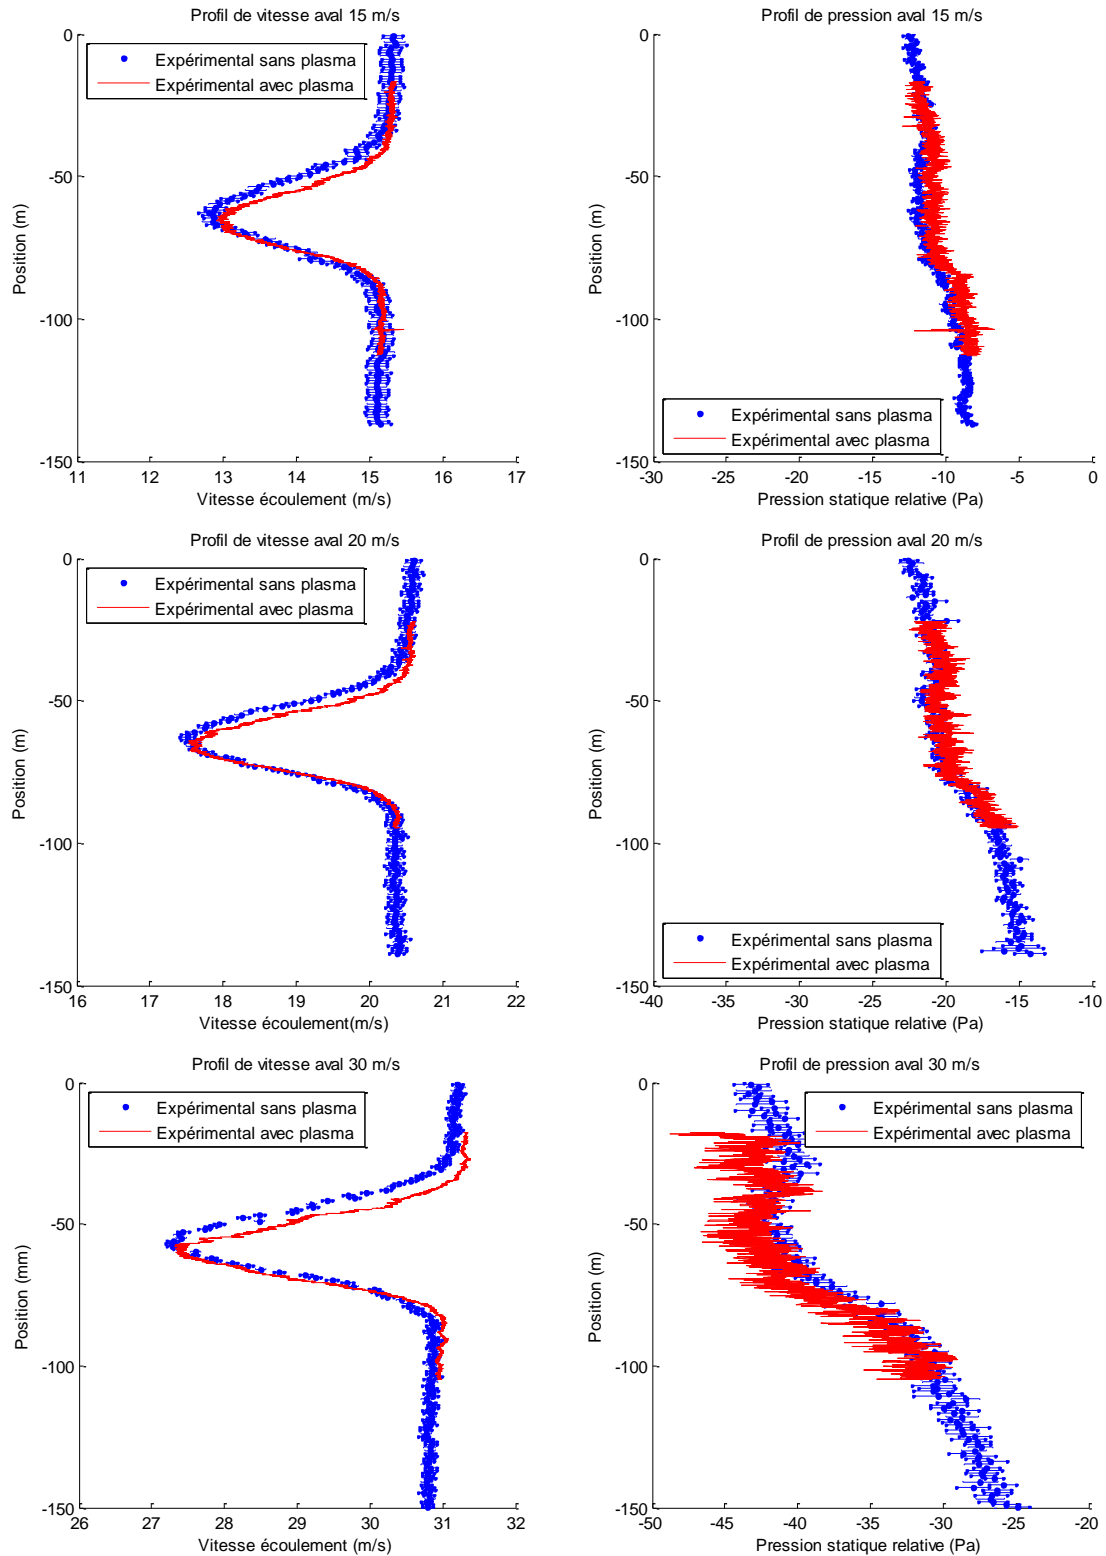 Profil de vitesse aval 15 m/s
0
-50
-100
-150
Position (m)
Expérimental sans plasma
Expérimental avec plasma
11 12 13 14 15 16 17
Vitesse écoulement (m/s)
Profil de pression aval 15 m/s
0
-50
-100
-150
Position (m)
Expérimental sans plasma
Expérimental avec plasma
-30 -25 -20 -15 -10 -5 0
Pression statique relative (Pa)
Profil de vitesse aval 20 m/s
0
-50
-100
-150
Position (m)
Expérimental sans plasma
Expérimental avec plasma
16 17 18 19 20 21 22
Vitesse écoulement(m/s)
Profil de pression aval 20 m/s
0
-50
-100
-150
Position (m)
Expérimental sans plasma
Expérimental avec plasma
-40 -35 -30 -25 -20 -15 -10
Pression statique relative (Pa)
Profil de vitesse aval 30 m/s
0
-50
-100
-150
Position (mm)
Expérimental sans plasma
Expérimental avec plasma
26 27 28 29 30 31 32
Vitesse écoulement (m/s)
Profil de pression aval 30 m/s
0
-50
-100
-150
Position (m)
Expérimental sans plasma
Expérimental avec plasma
-50 -45 -40 -35 -30 -25 -20
Pression statique relative (Pa)